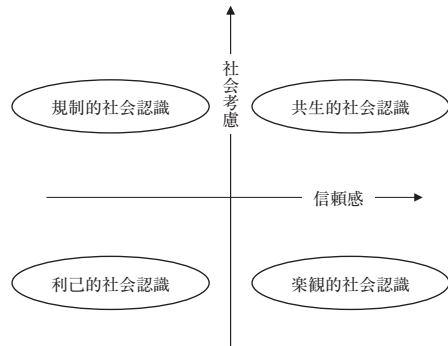 社会考慮
規制的社会認識
共生的社会認識
信頼感
利己的社会認識
楽観的社会認識